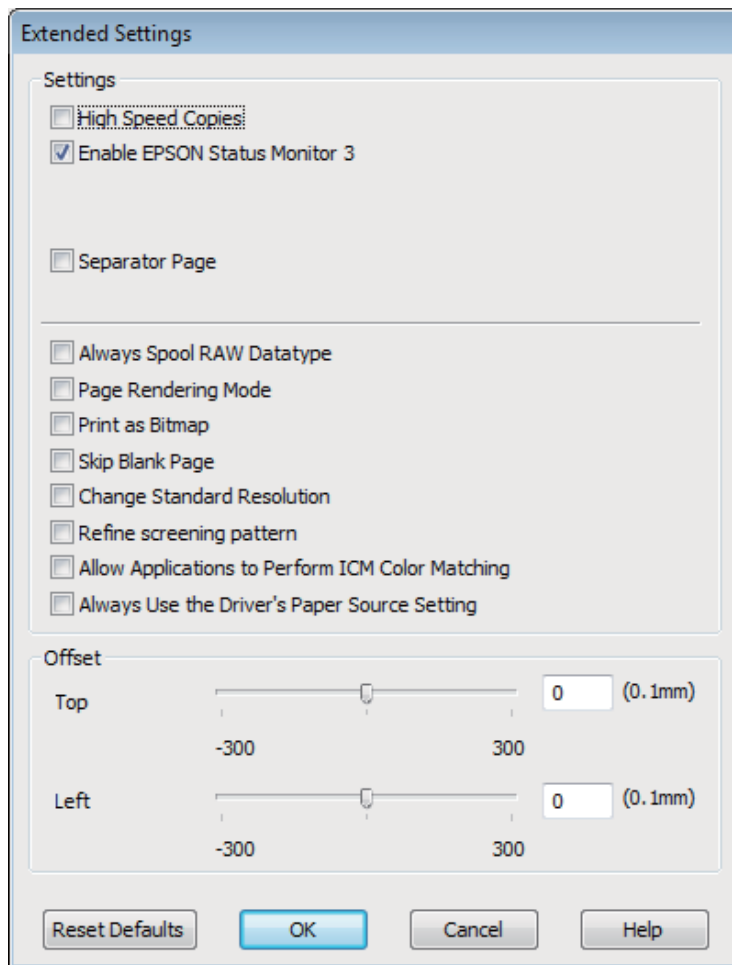 Extended Settings
Settings
High Speed Copies
Enable EPSON Status Monitor 3
Separator Page
Always Spool RAW Datatype
Page Rendering Mode
Print as Bitmap
Skip Blank Page
Change Standard Resolution
Refine screening pattern
Allow Applications to Perform ICM Color Matching
Always Use the Driver's Paper Source Setting
Offset
Top 0 (0.1mm)
-300 300
Left 0 (0.1mm)
-300 300
Reset Defaults OK Cancel Help